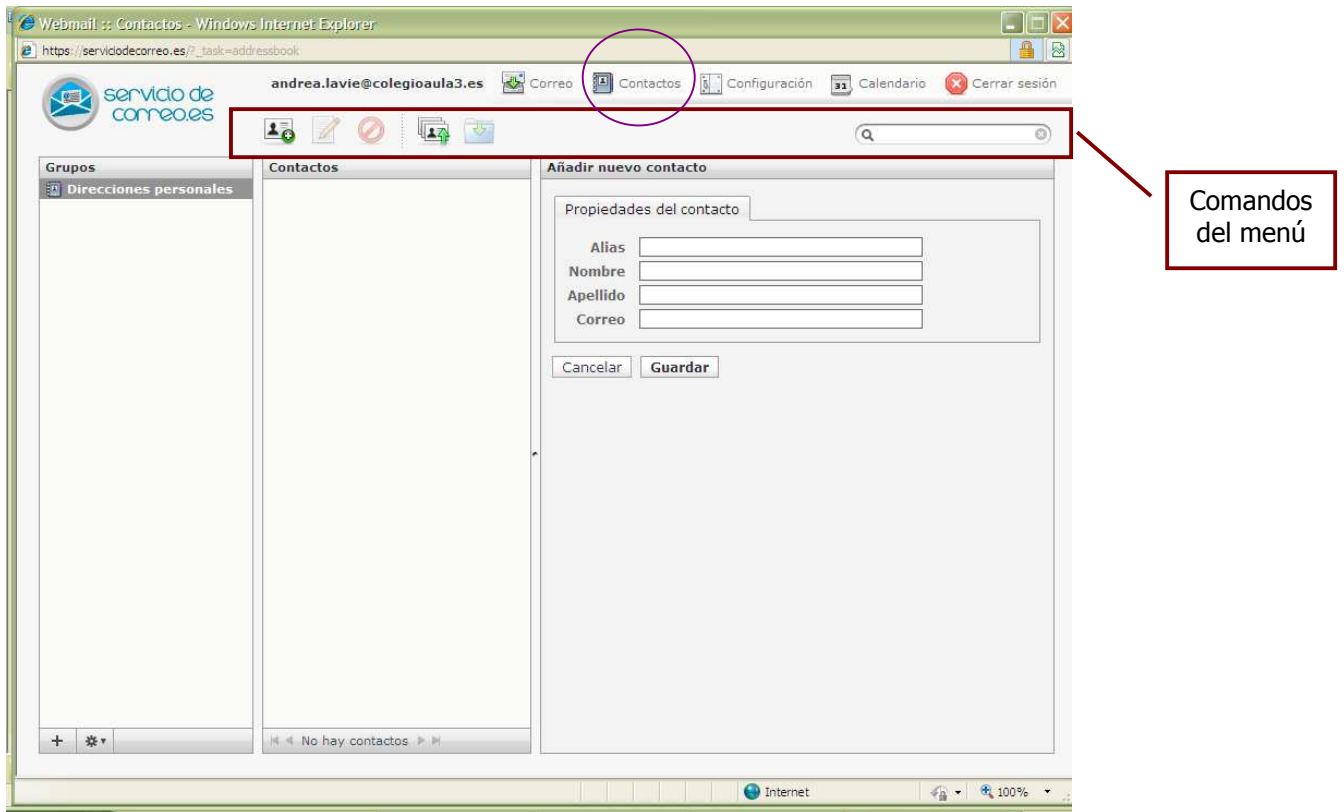 Webmail :: Contactos - Windows Internet Explorer
https://serviciodecorreo.es/?_task=addressbook
servicio de
correo.es
andrea.lavie@colegioaula3.es Correo Contactos Configuración Calendario Cerrar sesión
31
Grupos Contactos Añadir nuevo contacto
Direcciones personales
Propiedades del contacto
Alias
Nombre
Apellido
Correo
Cancelar Guardar
Comandos
del menú
No hay contactos
Internet 100%